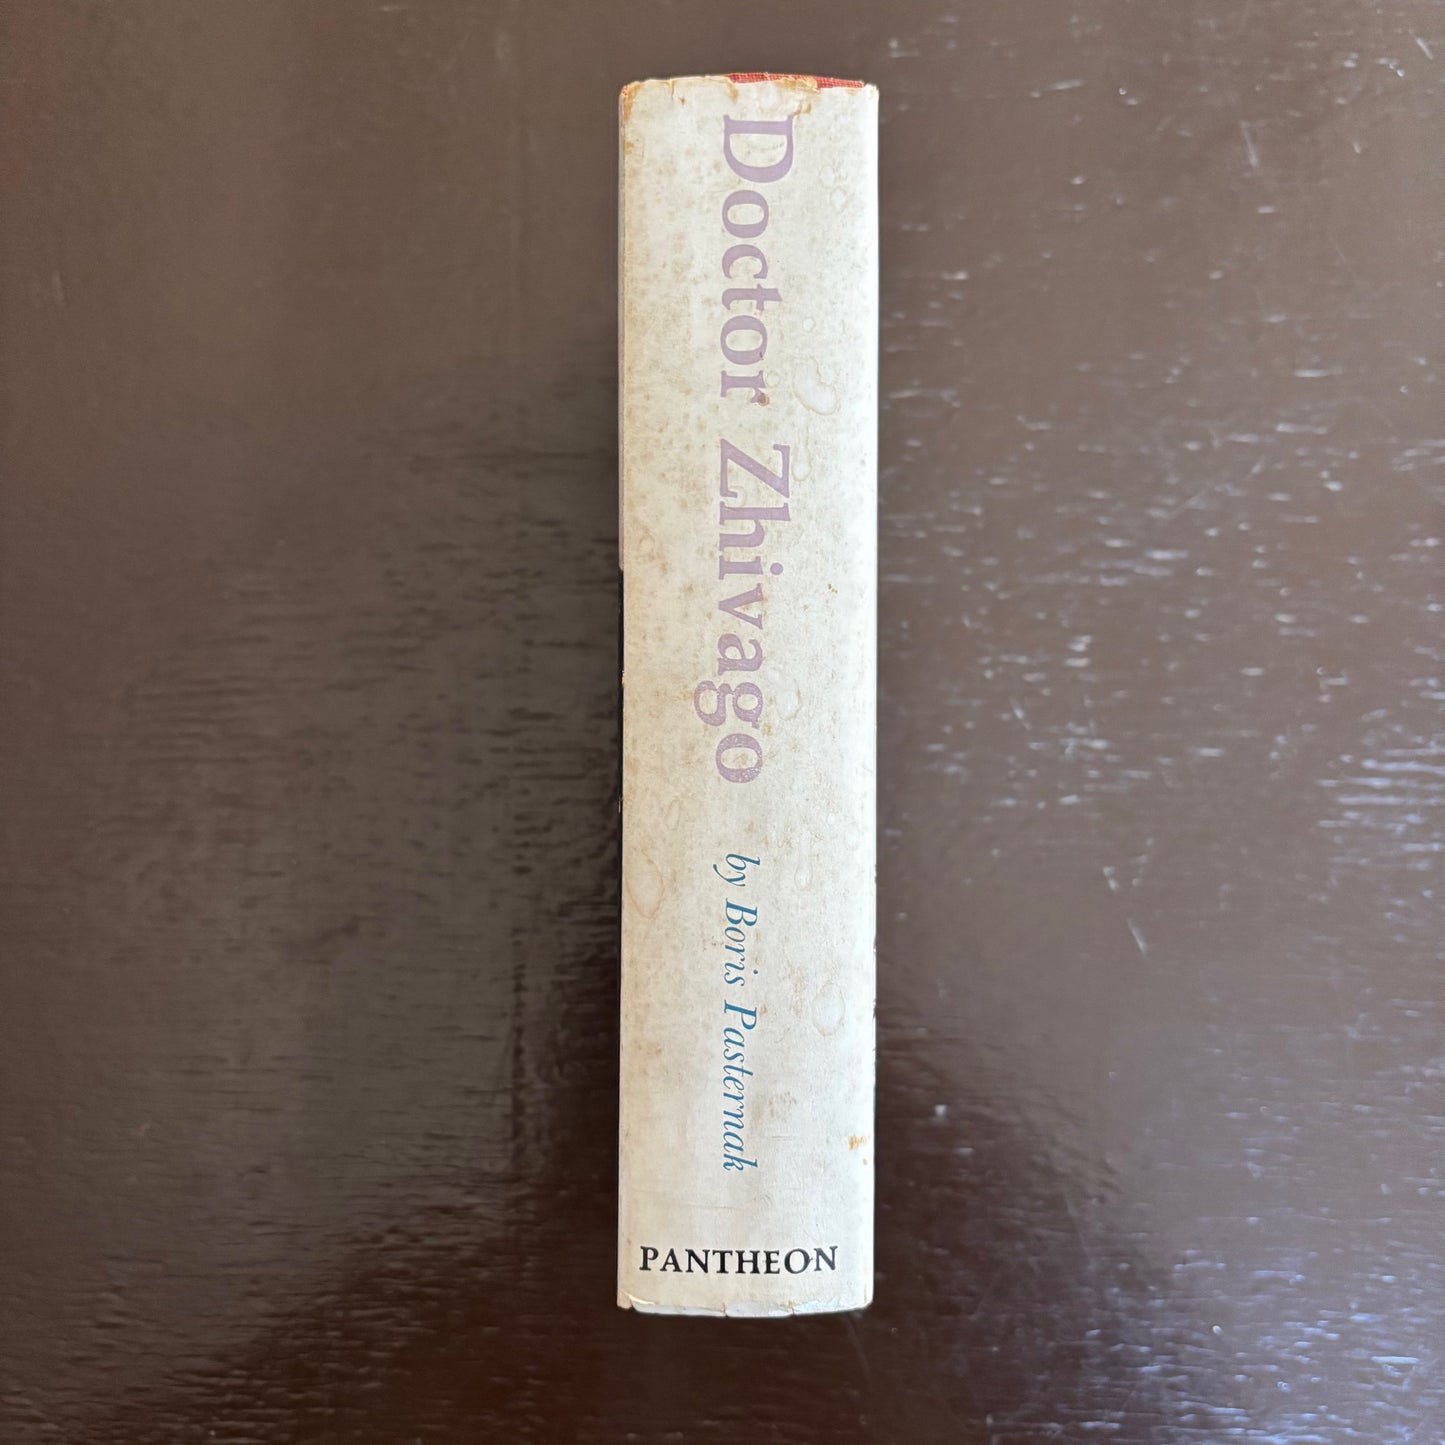 Doctor Zhivago
by Boris Pasternak
PANTHEON